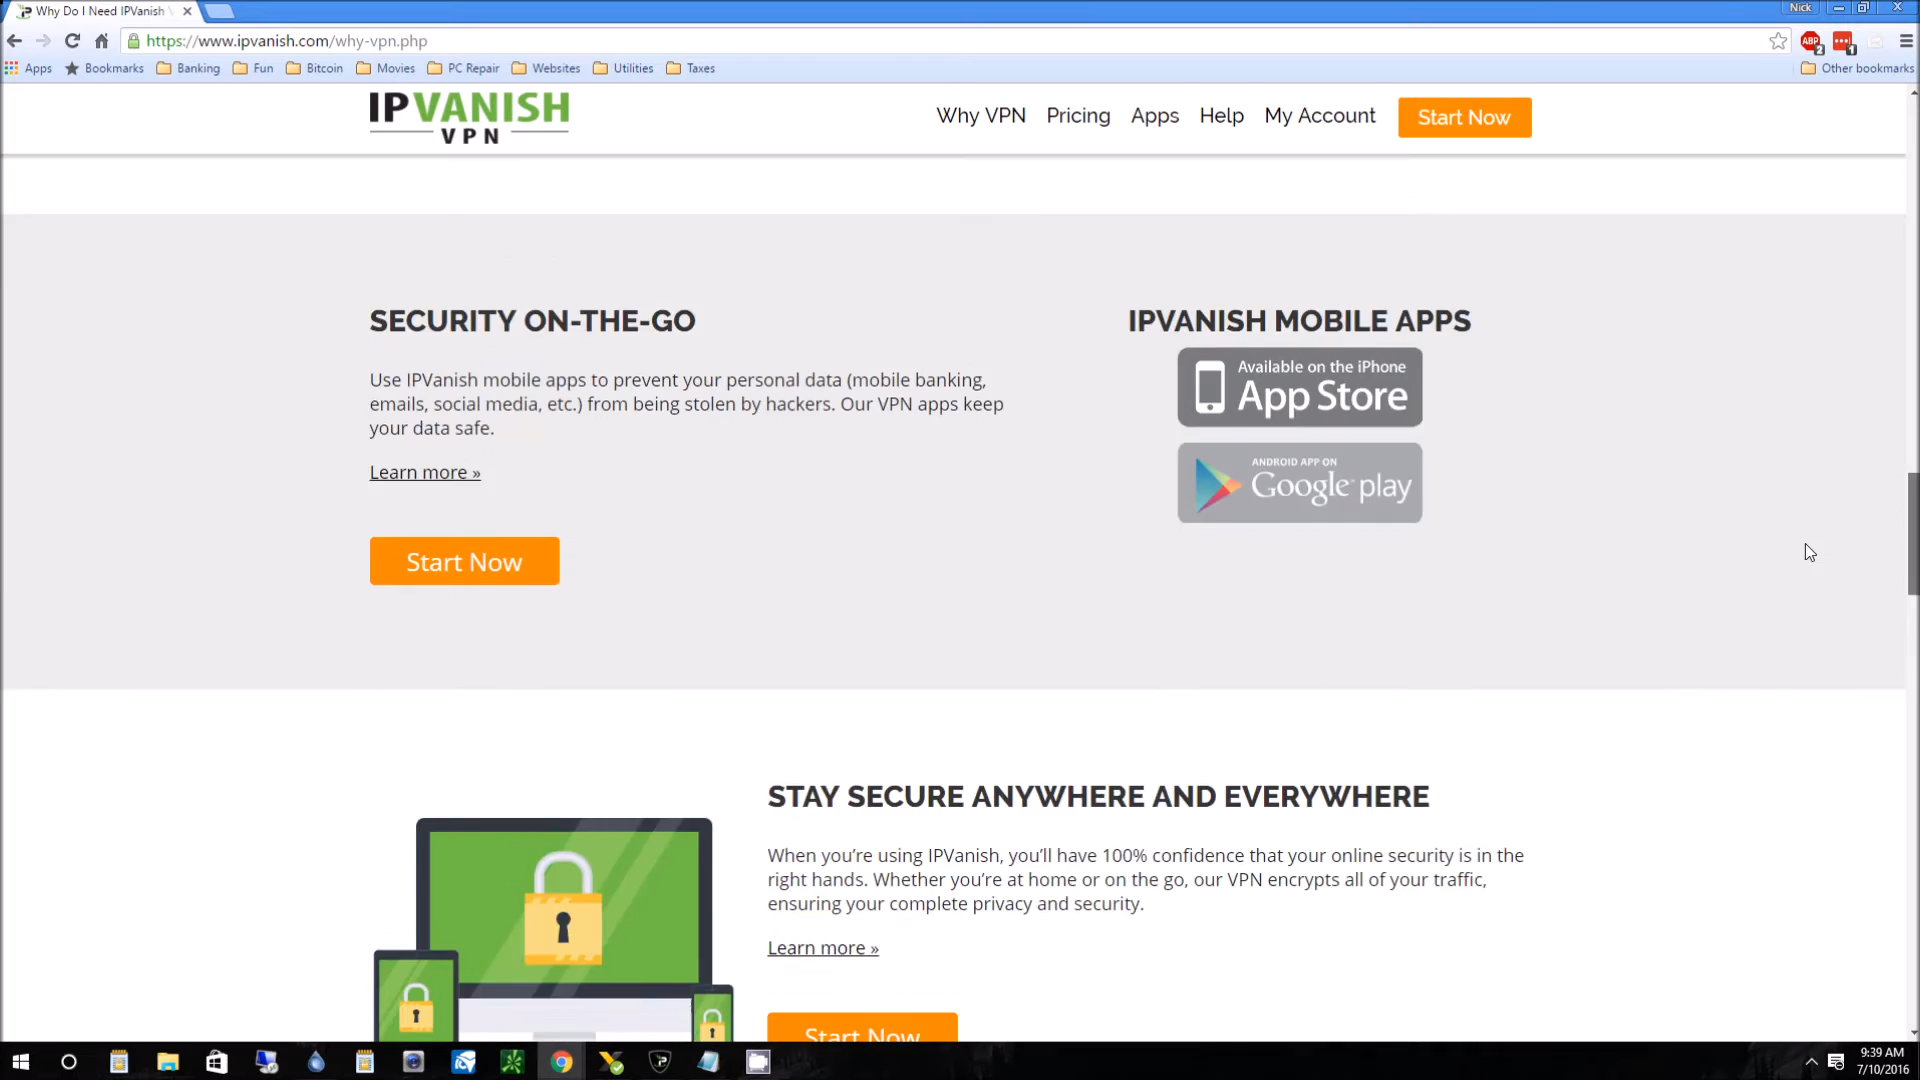 Why Do I Need IPVanish
Nick
https://www.ipvanish.com/why-vpn.php
ABP
2
1
Apps
Bookmarks
Banking
Fun
Bitcoin
Movies
PC Repair
Websites
Utilities
Taxes
Other bookmarks
IPVANISH
VPN
Why VPN
Pricing
Apps
Help
My Account
Start Now
SECURITY ON-THE-GO
Use IPVanish mobile apps to prevent your personal data (mobile banking,
emails, social media, etc.) from being stolen by hackers. Our VPN apps keep
your data safe.
Learn more »
Start Now
IPVANISH MOBILE APPS
Available on the iPhone
App Store
ANDROID APP ON
Google play
STAY SECURE ANYWHERE AND EVERYWHERE
When you’re using IPVanish, you’ll have 100% confidence that your online security is in the
right hands. Whether you’re at home or on the go, our VPN encrypts all of your traffic,
ensuring your complete privacy and security.
Learn more »
Start Now
9:39 AM
7/10/2016